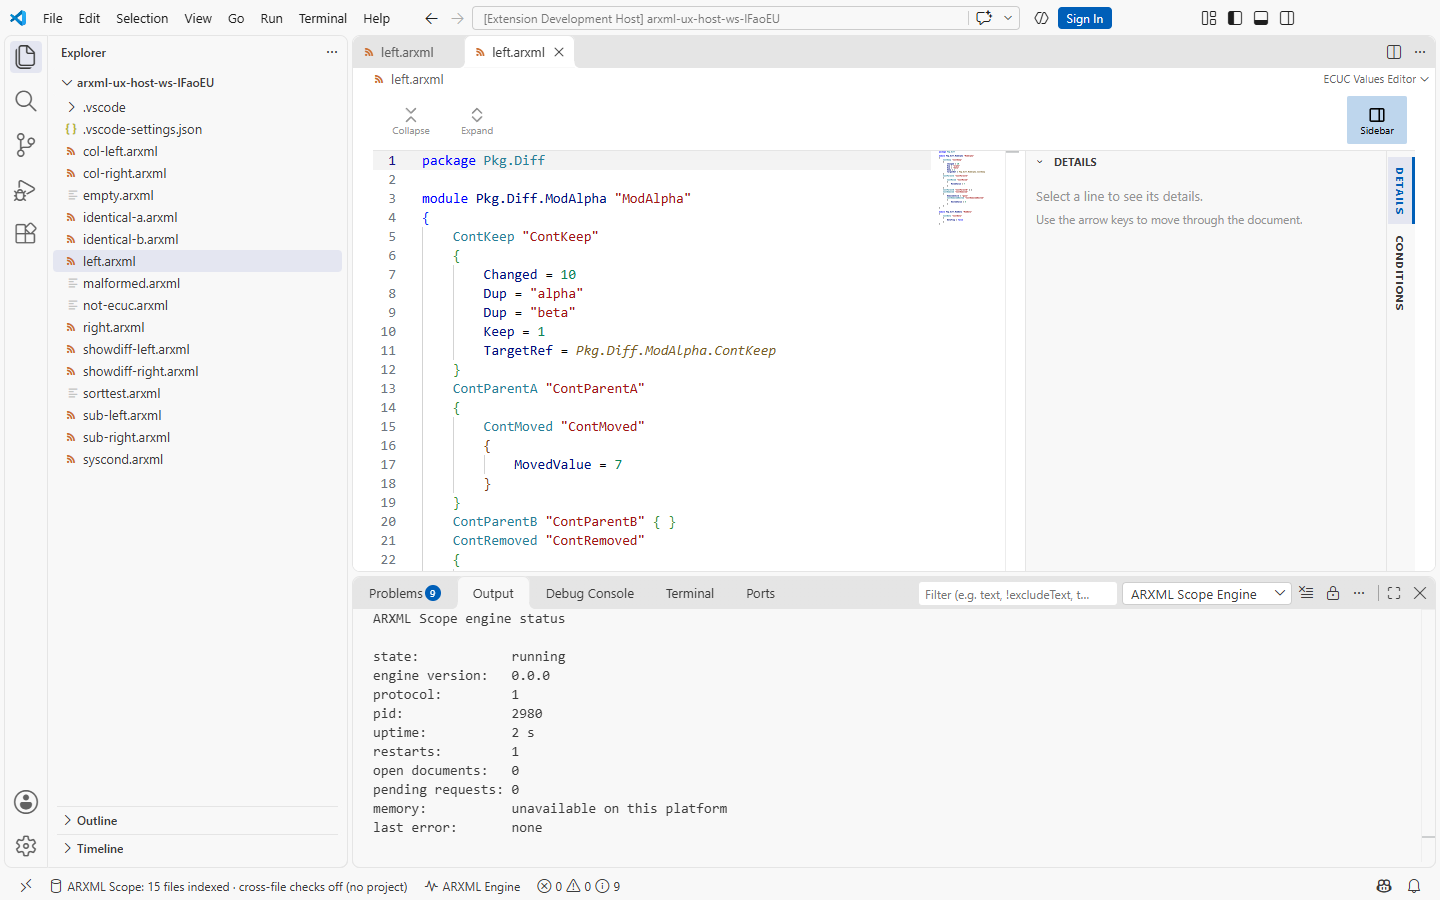 File Edit Selection View Go Run Terminal Help
[Extension Development Host] arxml-ux-host-ws-IFaoEU
Sign In
Explorer
arxml-ux-host-ws-IFaoEU
.vscode
.vscode-settings.json
col-left.arxml
col-right.arxml
empty.arxml
identical-a.arxml
identical-b.arxml
left.arxml
malformed.arxml
not-ecuc.arxml
right.arxml
showdiff-left.arxml
showdiff-right.arxml
sorttest.arxml
sub-left.arxml
sub-right.arxml
syscond.arxml
Outline
Timeline
left.arxml
left.arxml
left.arxml
ECUC Values Editor
Collapse
Expand
Sidebar
1 package Pkg.Diff
2
3 module Pkg.Diff.ModAlpha "ModAlpha"
4 {
5 ContKeep "ContKeep"
6 {
7 Changed = 10
8 Dup = "alpha"
9 Dup = "beta"
10 Keep = 1
11 TargetRef = Pkg.Diff.ModAlpha.ContKeep
12 }
13 ContParentA "ContParentA"
14 {
15 ContMoved "ContMoved"
16 {
17 MovedValue = 7
18 }
19 }
20 ContParentB "ContParentB" { }
21 ContRemoved "ContRemoved"
22 {
DETAILS
Select a line to see its details.
Use the arrow keys to move through the document.
DETAILS
CONDITIONS
Problems 9 Output Debug Console Terminal Ports
Filter (e.g. text, !excludeText, t...
ARXML Scope Engine
ARXML Scope engine status
state: running
engine version: 0.0.0
protocol: 1
pid: 2980
uptime: 2 s
restarts: 1
open documents: 0
pending requests: 0
memory: unavailable on this platform
last error: none
ARXML Scope: 15 files indexed · cross-file checks off (no project)
ARXML Engine
0 0 9